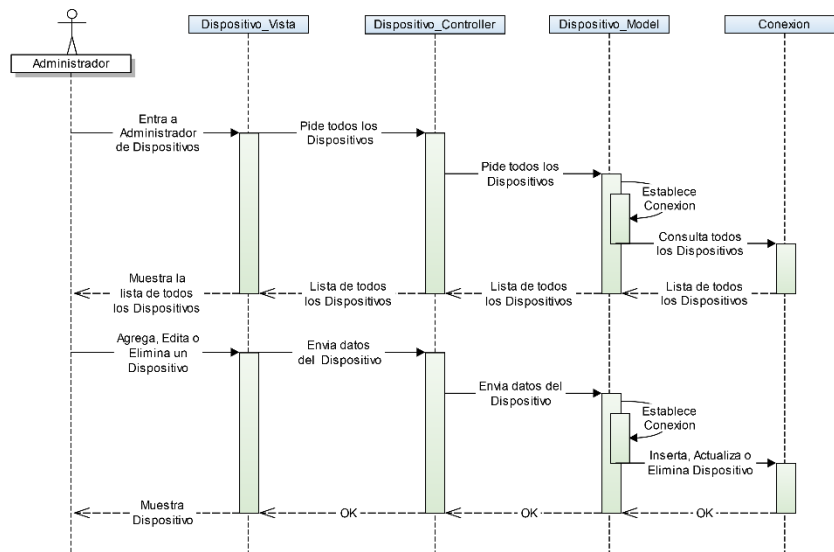 Dispositivo_Vista
Dispositivo_Controller
Dispositivo_Model
Conexion
Administrador
Entra a
Administrador
de Dispositivos
Pide todos los
Dispositivos
Pide todos los
Dispositivos
Establece
Conexion
Consulta todos
los Dispositivos
Muestra la
lista de todos
los Dispositivos
Lista de todos
los Dispositivos
Lista de todos
los Dispositivos
Lista de todos
los Dispositivos
Agrega, Edita o
Elimina un
Dispositivo
Envia datos
del Dispositivo
Envia datos del
Dispositivo
Establece
Conexion
Inserta, Actualiza o
Elimina Dispositivo
Muestra
Dispositivo
OK
OK
OK